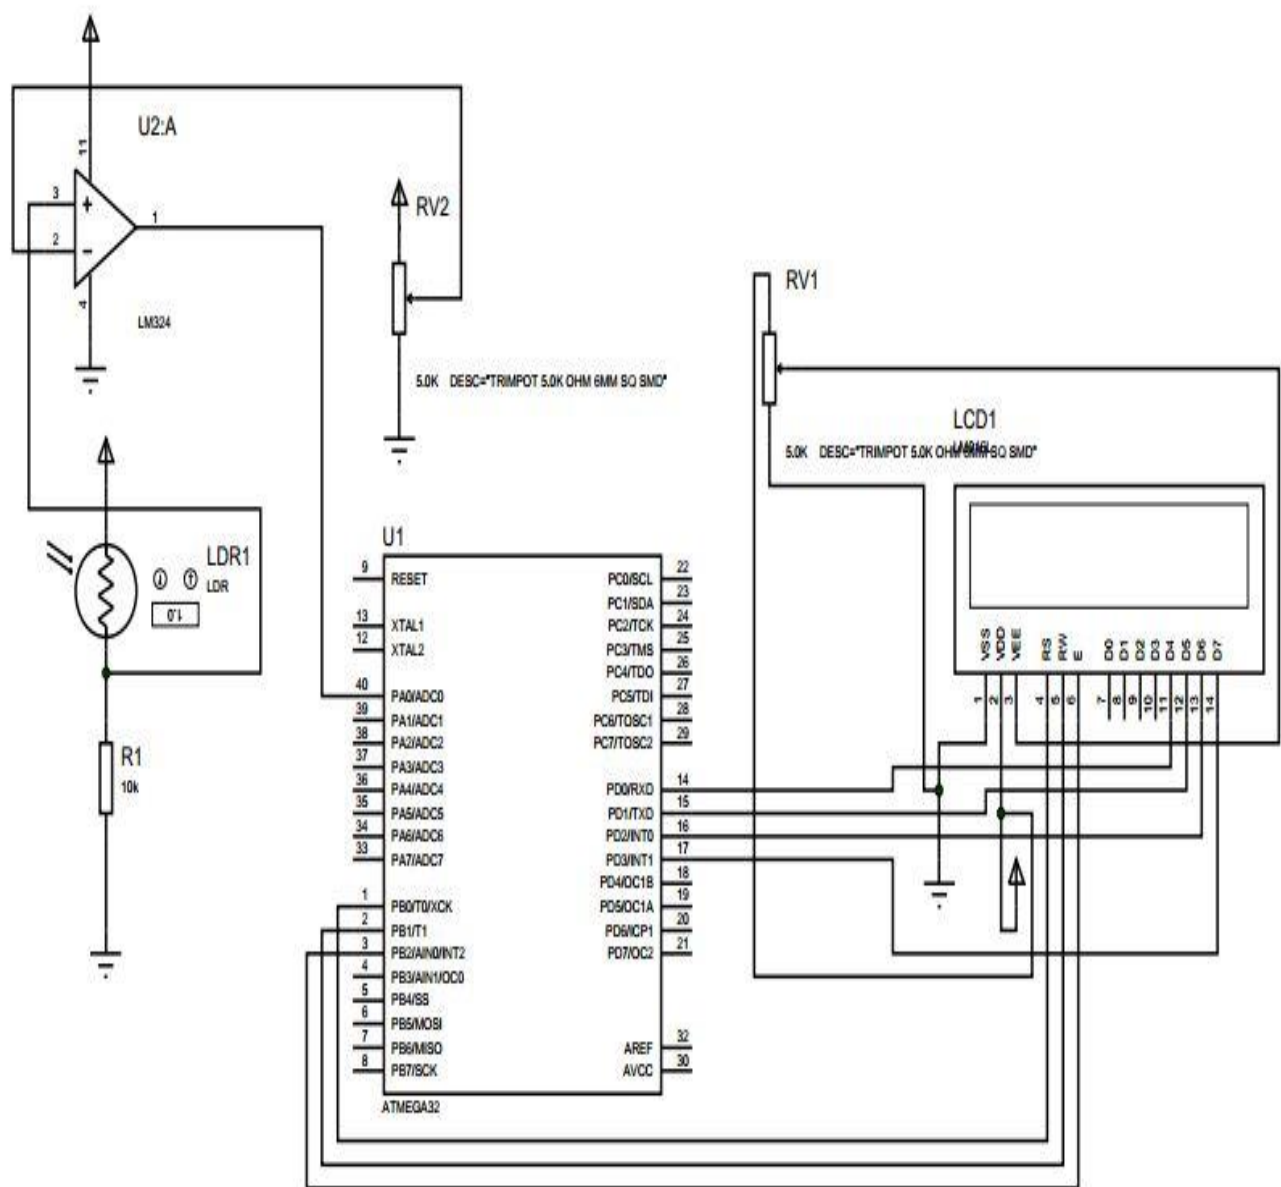 U2:A
11
3
+
1
2
−
4
LM324
RV2
5.0K DESC="TRIMPOT 5.0K OHM 6MM SQ SMD"
RV1
5.0K DESC="TRIMPOT 5.0K OHM 6MM SQ SMD"
LDR1
LDR
1.0
R1
10k
U1
9 RESET
13 XTAL1
12 XTAL2
40 PA0/ADC0
39 PA1/ADC1
38 PA2/ADC2
37 PA3/ADC3
36 PA4/ADC4
35 PA5/ADC5
34 PA6/ADC6
33 PA7/ADC7
1 PB0/T0/XCK
2 PB1/T1
3 PB2/AIN0/INT2
4 PB3/AIN1/OC0
5 PB4/SS
6 PB5/MOSI
7 PB6/MISO
8 PB7/SCK
PC0/SCL 22
PC1/SDA 23
PC2/TCK 24
PC3/TMS 25
PC4/TDO 26
PC5/TDI 27
PC6/TOSC1 28
PC7/TOSC2 29
PD0/RXD 14
PD1/TXD 15
PD2/INT0 16
PD3/INT1 17
PD4/OC1B 18
PD5/OC1A 19
PD6/ICP1 20
PD7/OC2 21
AREF 32
AVCC 30
ATMEGA32
LCD1
VSS VDD VEE RS RW E D0 D1 D2 D3 D4 D5 D6 D7
1 2 3 4 5 6 7 8 9 10 11 12 13 14